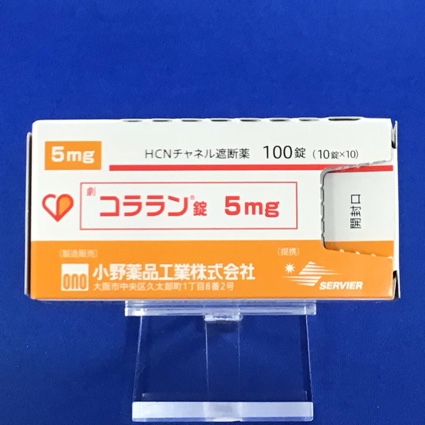 5mg
HCNチャネル遮断薬 100錠 (10錠×10)
劇
コララン®錠 5mg
開封口
〔製造販売〕
ono 小野薬品工業株式会社
大阪市中央区久太郎町1丁目8番2号
〔提携〕
SERVIER